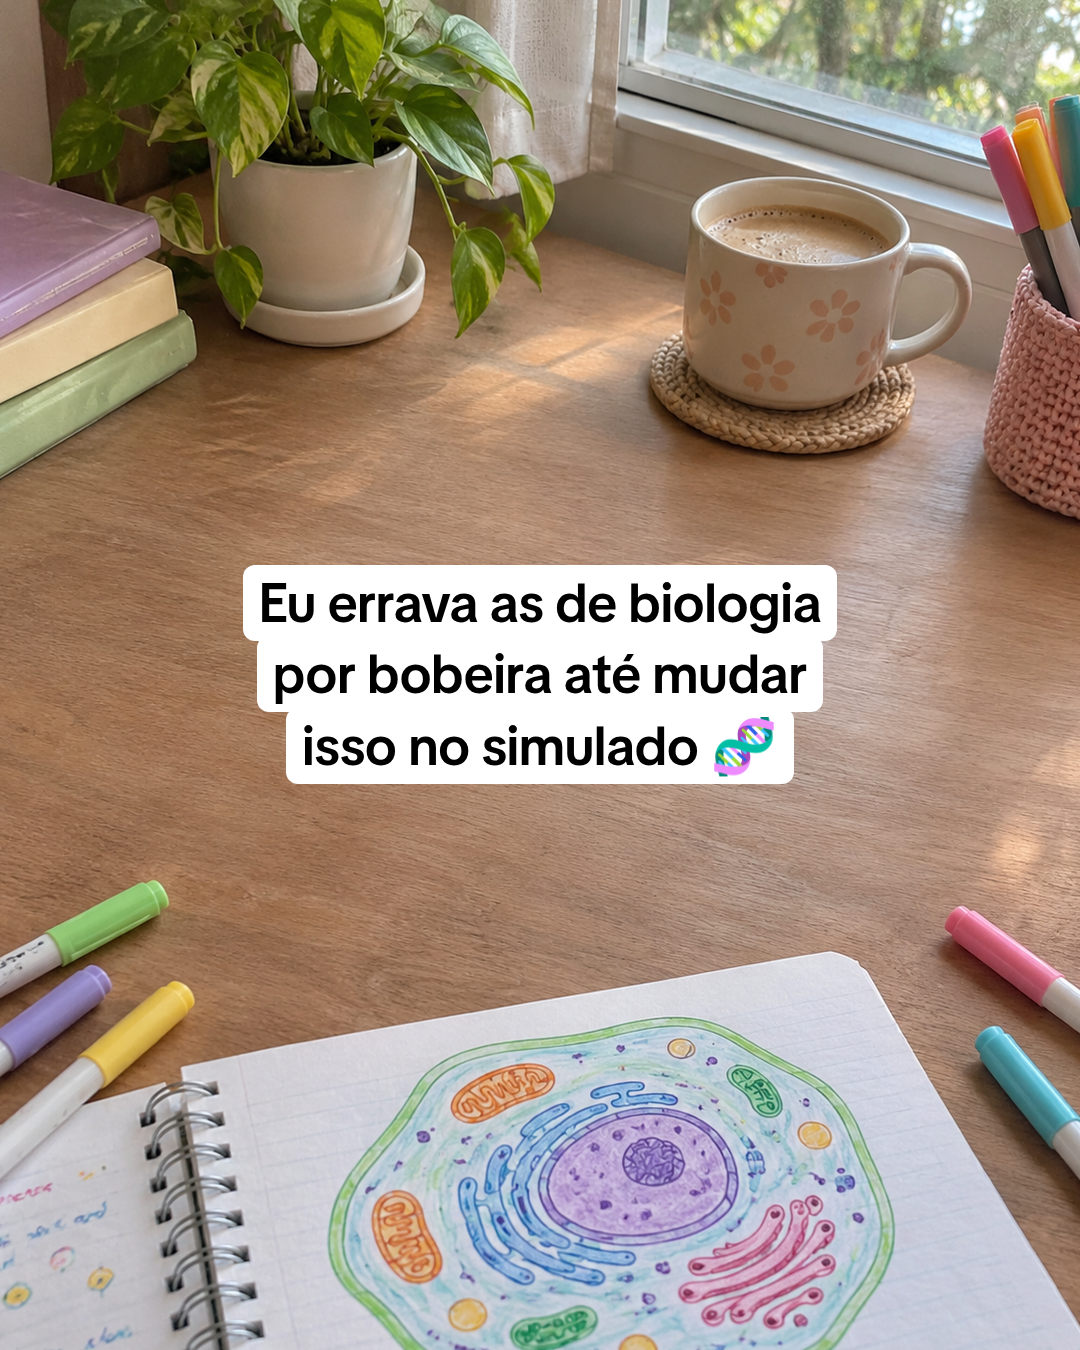 Eu errava as de biologia
por bobeira até mudar
isso no simulado 🧬